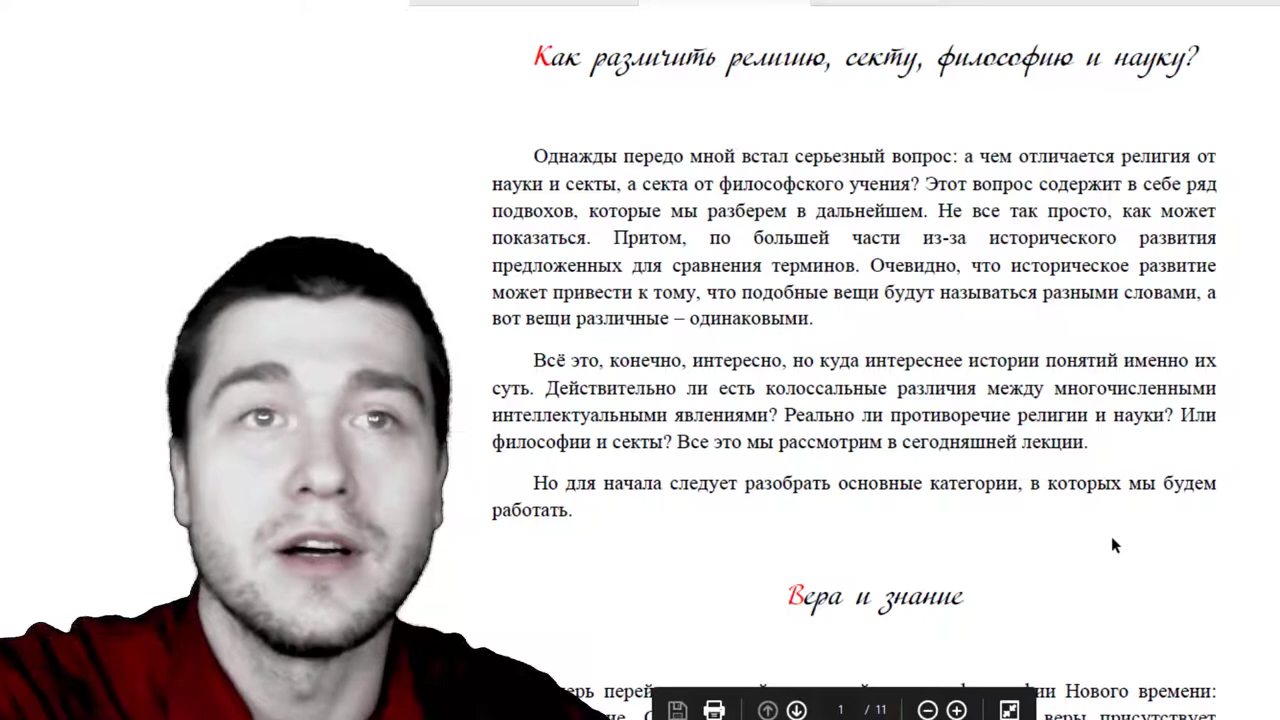 Как различить религию, секту, философию и науку?
Однажды передо мной встал серьезный вопрос: а чем отличается религия от
науки и секты, а секта от философского учения? Этот вопрос содержит в себе ряд
подвохов, которые мы разберем в дальнейшем. Не все так просто, как может
показаться. Притом, по большей части из-за исторического развития
предложенных для сравнения терминов. Очевидно, что историческое развитие
может привести к тому, что подобные вещи будут называться разными словами, а
вот вещи различные – одинаковыми.
Всё это, конечно, интересно, но куда интереснее истории понятий именно их
суть. Действительно ли есть колоссальные различия между многочисленными
интеллектуальными явлениями? Реально ли противоречие религии и науки? Или
философии и секты? Все это мы рассмотрим в сегодняшней лекции.
Но для начала следует разобрать основные категории, в которых мы будем
работать.
Вера и знание
Нового времени:
1 / 11
веры присутствует